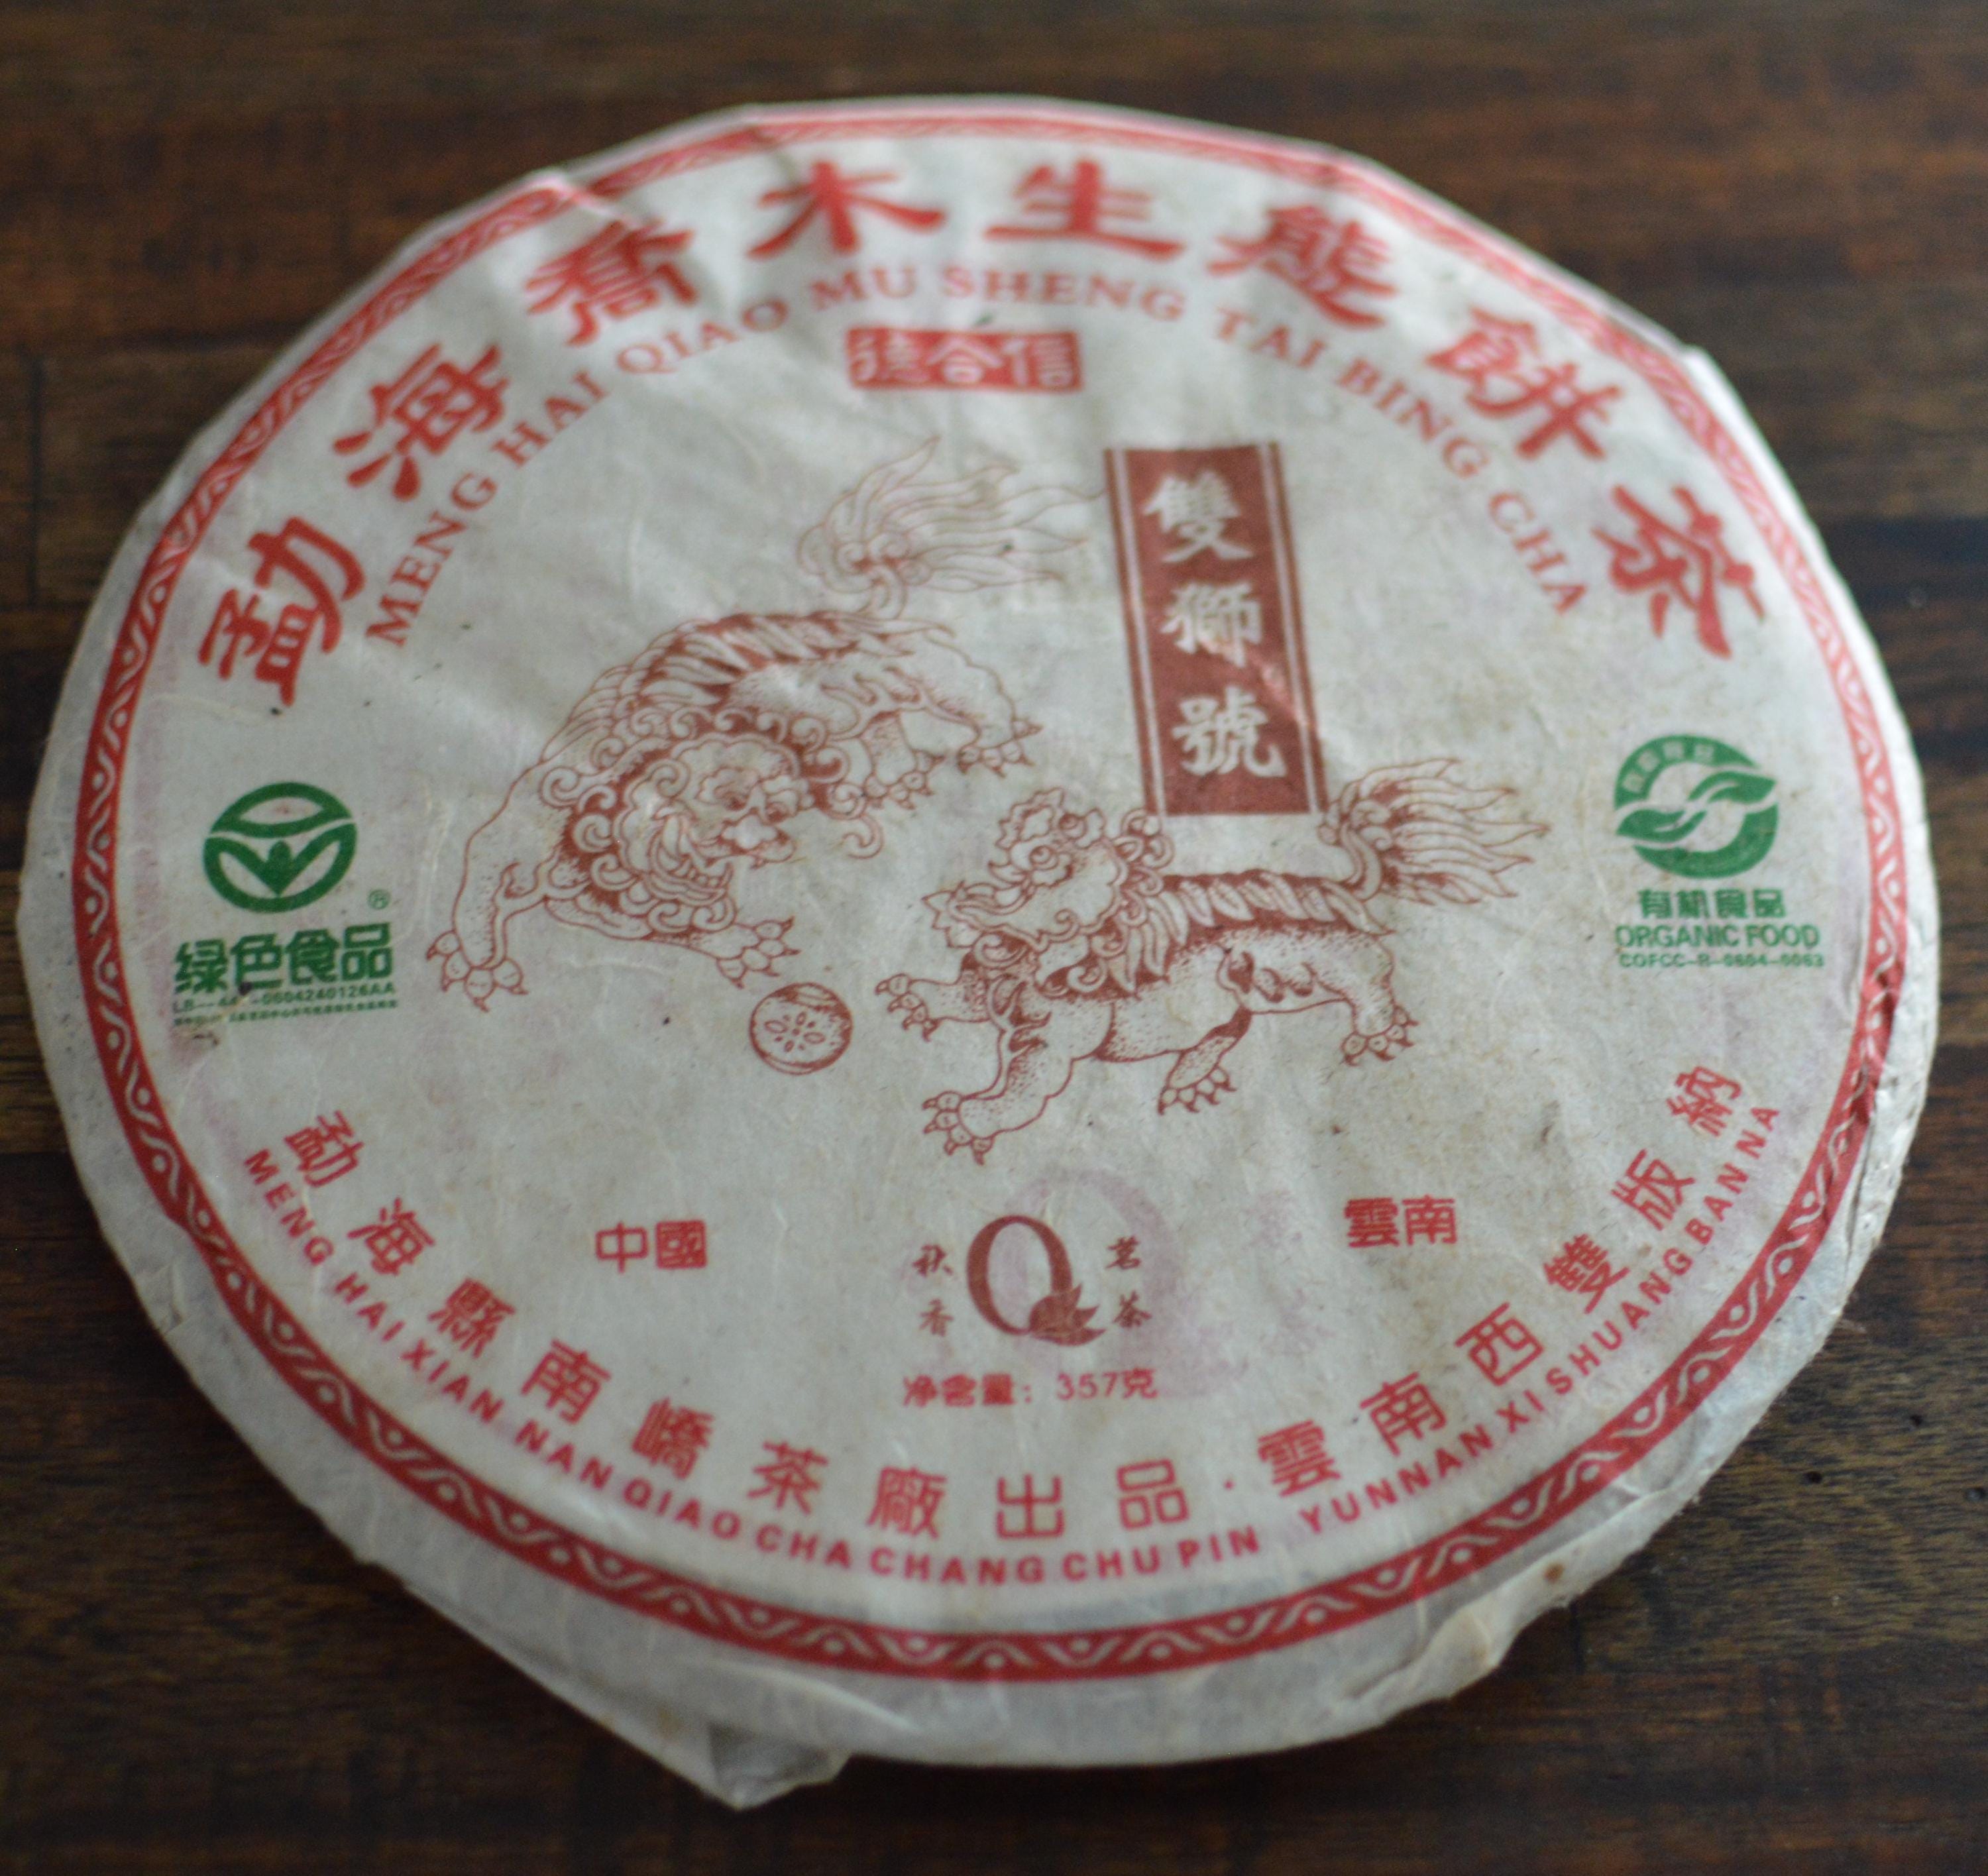 勐海喬木生態餅茶
MENG HAI QIAO MU SHENG TAI BING CHA
信合德
雙獅號
®
绿色食品
有机食品
ORGANIC FOOD
COFCC-R-0604-0063
中國
雲南
秋香
Q
茗茶
净含量：357克
勐海縣南嶠茶廠出品·雲南西雙版納
MENG HAI XIAN NAN QIAO CHA CHANG CHU PIN YUNNAN XI SHUANG BAN NA